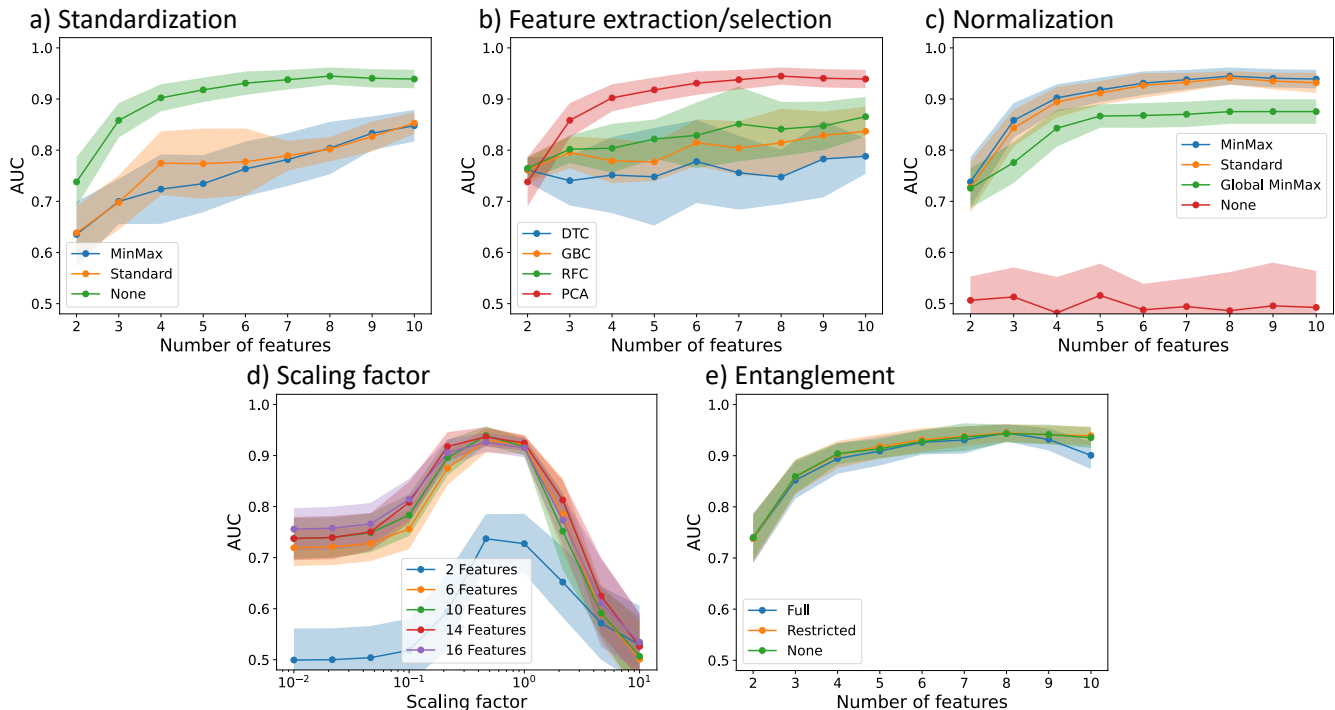 a) Standardization
1.0
0.9
0.8
0.7
0.6
0.5
AUC
MinMax
Standard
None
2 3 4 5 6 7 8 9 10
Number of features
b) Feature extraction/selection
1.0
0.9
0.8
0.7
0.6
0.5
AUC
DTC
GBC
RFC
PCA
2 3 4 5 6 7 8 9 10
Number of features
c) Normalization
1.0
0.9
0.8
0.7
0.6
0.5
AUC
MinMax
Standard
Global MinMax
None
2 3 4 5 6 7 8 9 10
Number of features
d) Scaling factor
1.0
0.9
0.8
0.7
0.6
0.5
AUC
2 Features
6 Features
10 Features
14 Features
16 Features
10⁻² 10⁻¹ 10⁰ 10¹
Scaling factor
e) Entanglement
1.0
0.9
0.8
0.7
0.6
0.5
AUC
Full
Restricted
None
2 3 4 5 6 7 8 9 10
Number of features